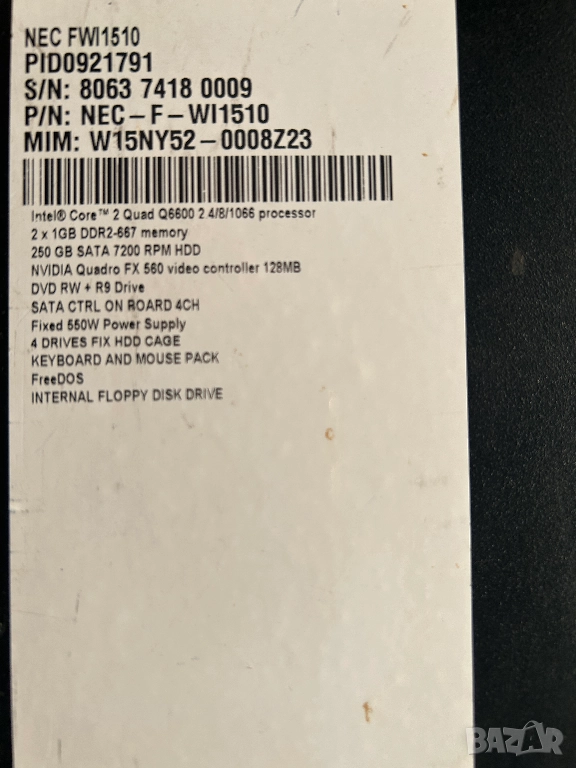 NEC FWI1510
PID0921791
S/N: 8063 7418 0009
P/N: NEC-F-WI1510
MIM: W15NY52-0008Z23
Intel® Core™ 2 Quad Q6600 2.4/8/1066 processor
2 x 1GB DDR2-667 memory
250 GB SATA 7200 RPM HDD
NVIDIA Quadro FX 560 video controller 128MB
DVD RW + R9 Drive
SATA CTRL ON BOARD 4CH
Fixed 550W Power Supply
4 DRIVES FIX HDD CAGE
KEYBOARD AND MOUSE PACK
FreeDOS
INTERNAL FLOPPY DISK DRIVE
BAZAR